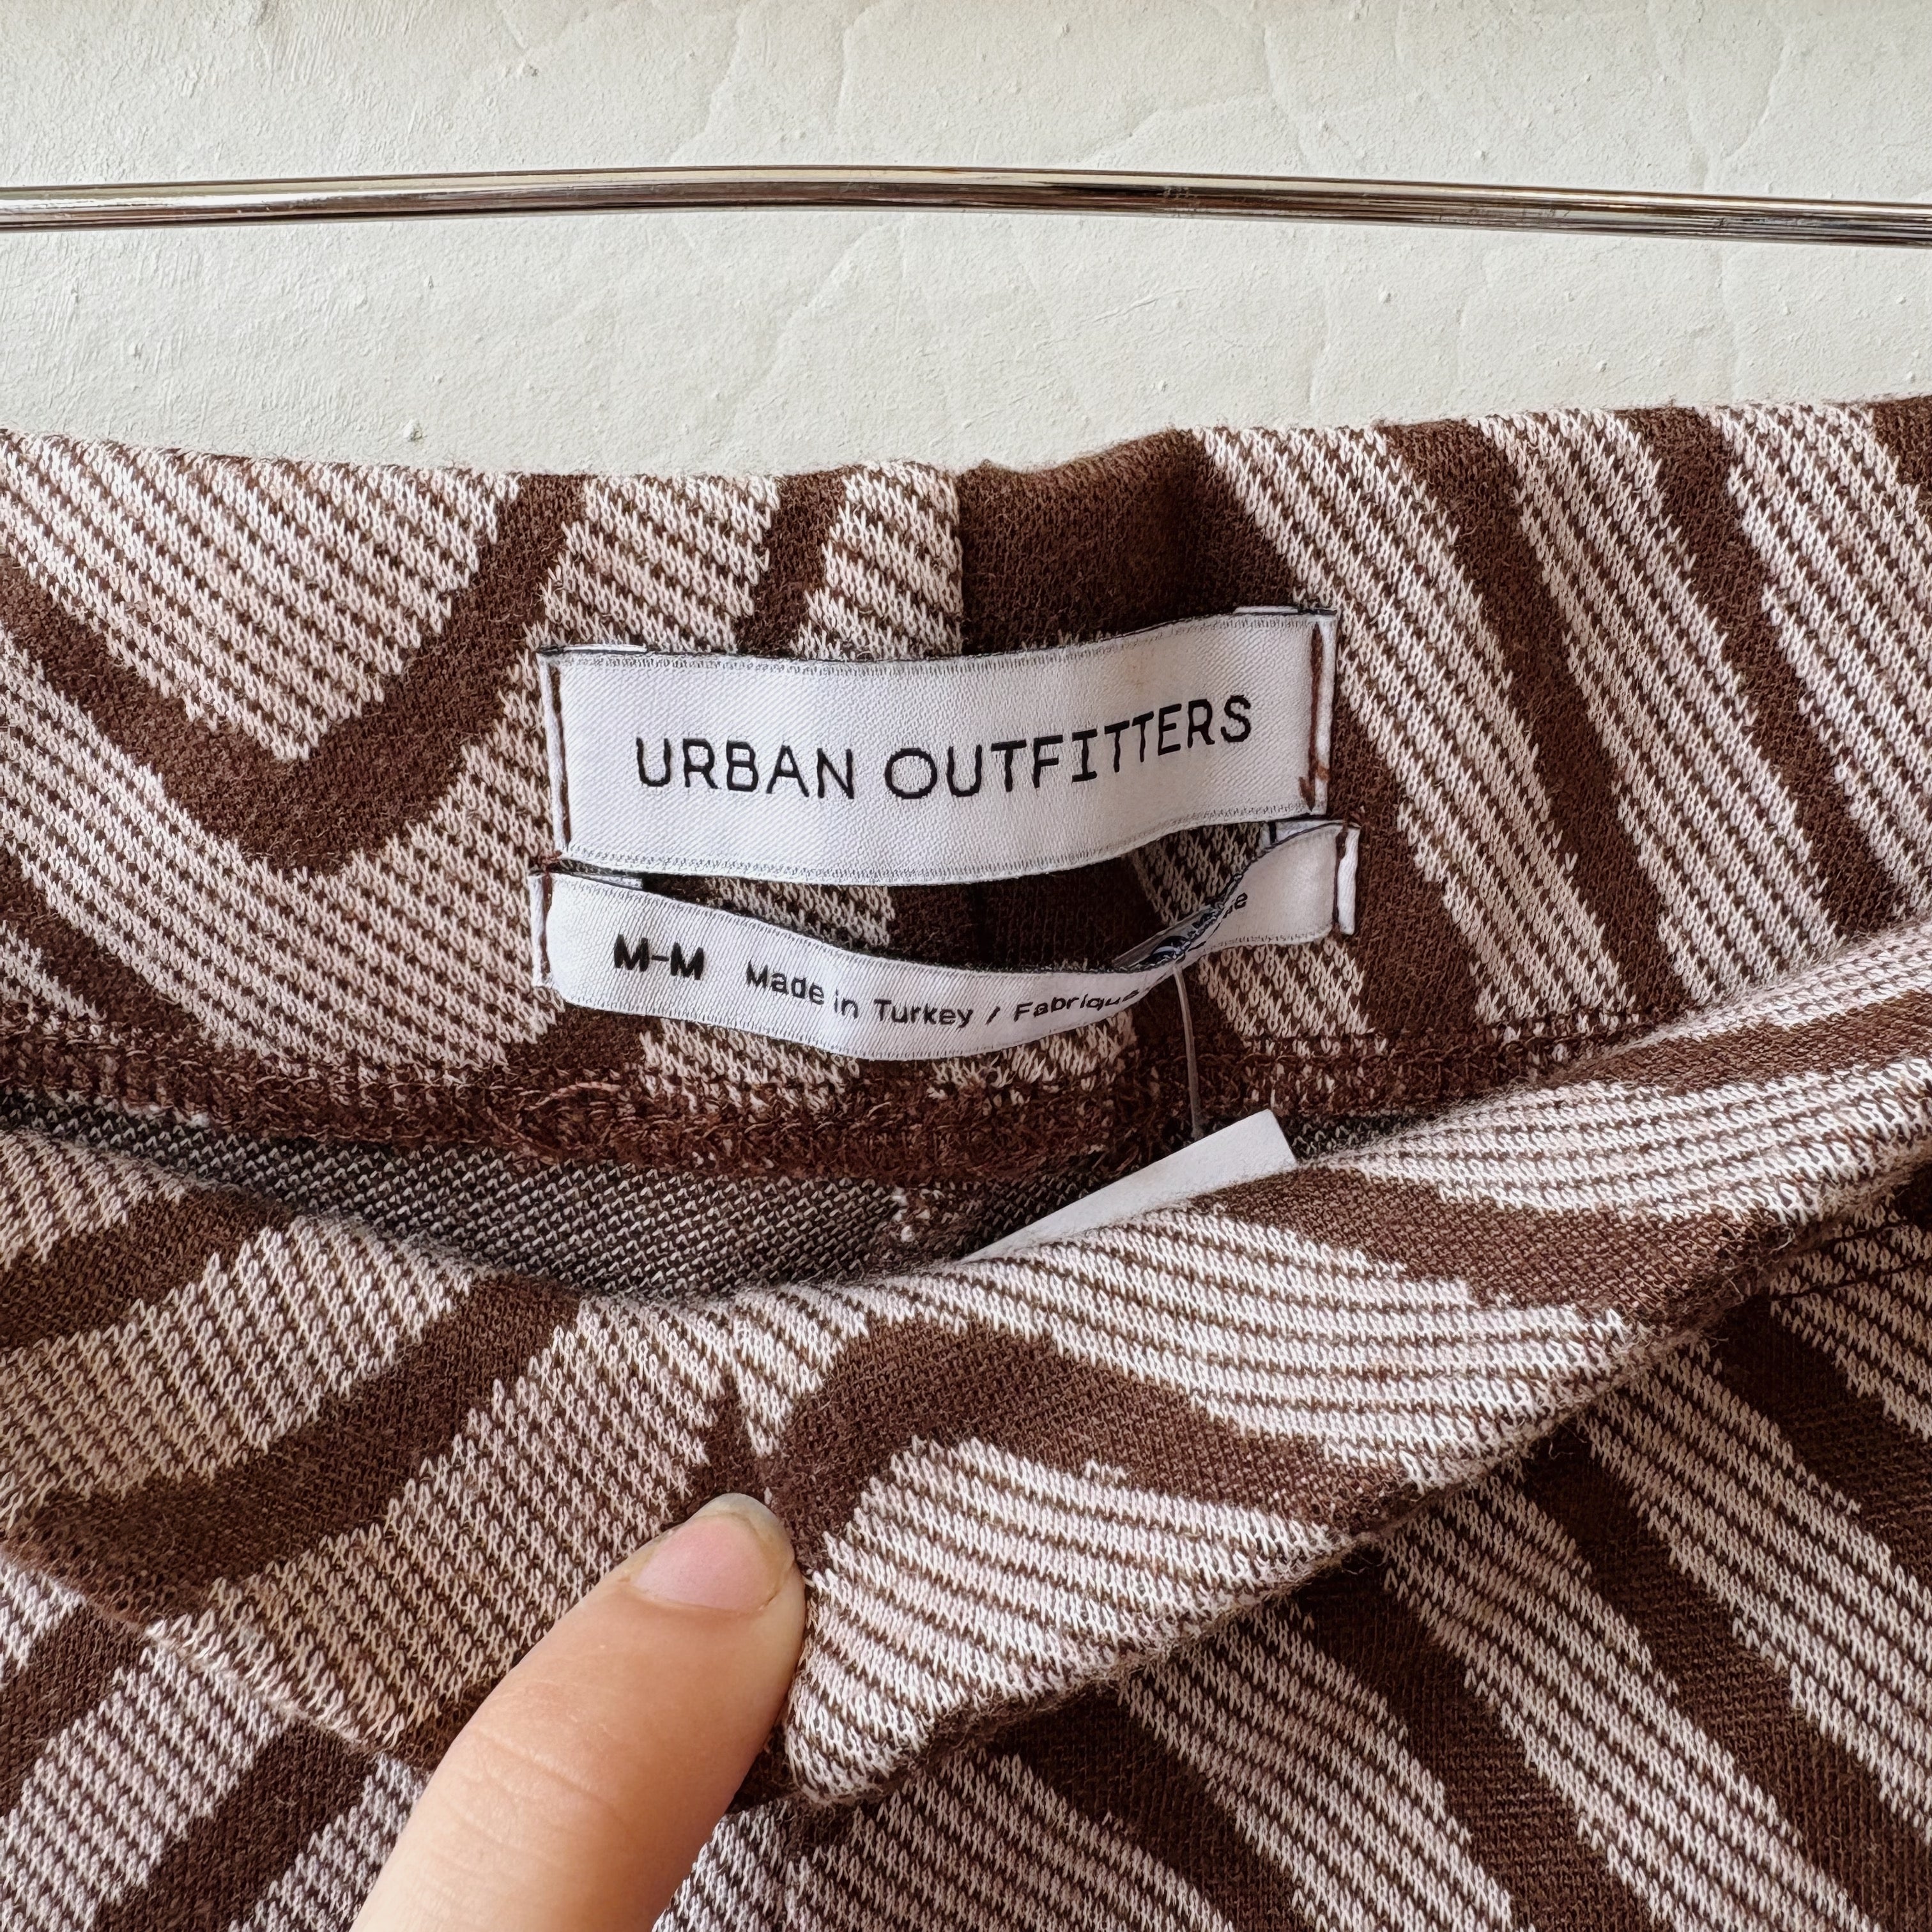 URBAN OUTFITTERS
M-M Made in Turkey / Fabriqué